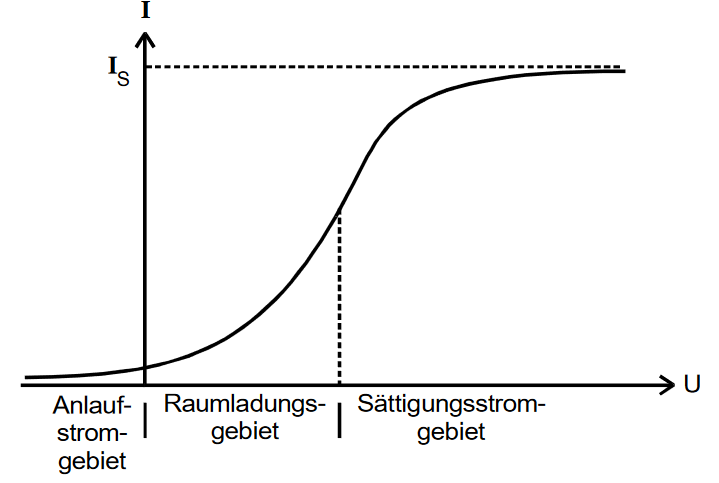 I
I_S
U
Anlauf-
strom-
gebiet
Raumladungs-
gebiet
Sättigungsstrom-
gebiet